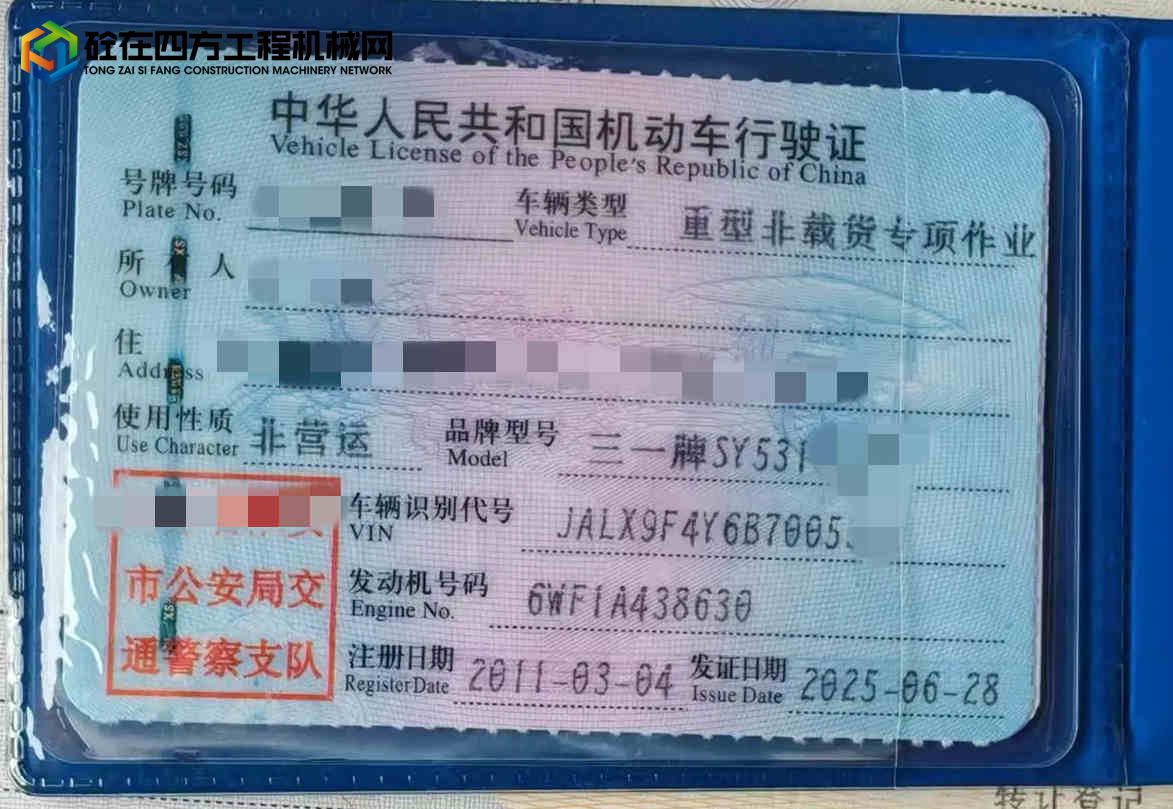 砼在四方工程机械网
TONG ZAI SI FANG CONSTRUCTION MACHINERY NETWORK
中华人民共和国机动车行驶证
Vehicle License of the People's Republic of China
号牌号码
Plate No.
车辆类型 重型非载货专项作业
Vehicle Type
所 人
Owner
住
Address
使用性质 非营运
Use Character
品牌型号 三一牌SY531
Model
车辆识别代号 JALX9F4Y6B7005
VIN
市公安局交
通警察支队
发动机号码 6WF1A438630
Engine No.
注册日期 2011-03-04
Register Date
发证日期 2025-06-28
Issue Date
转让登记